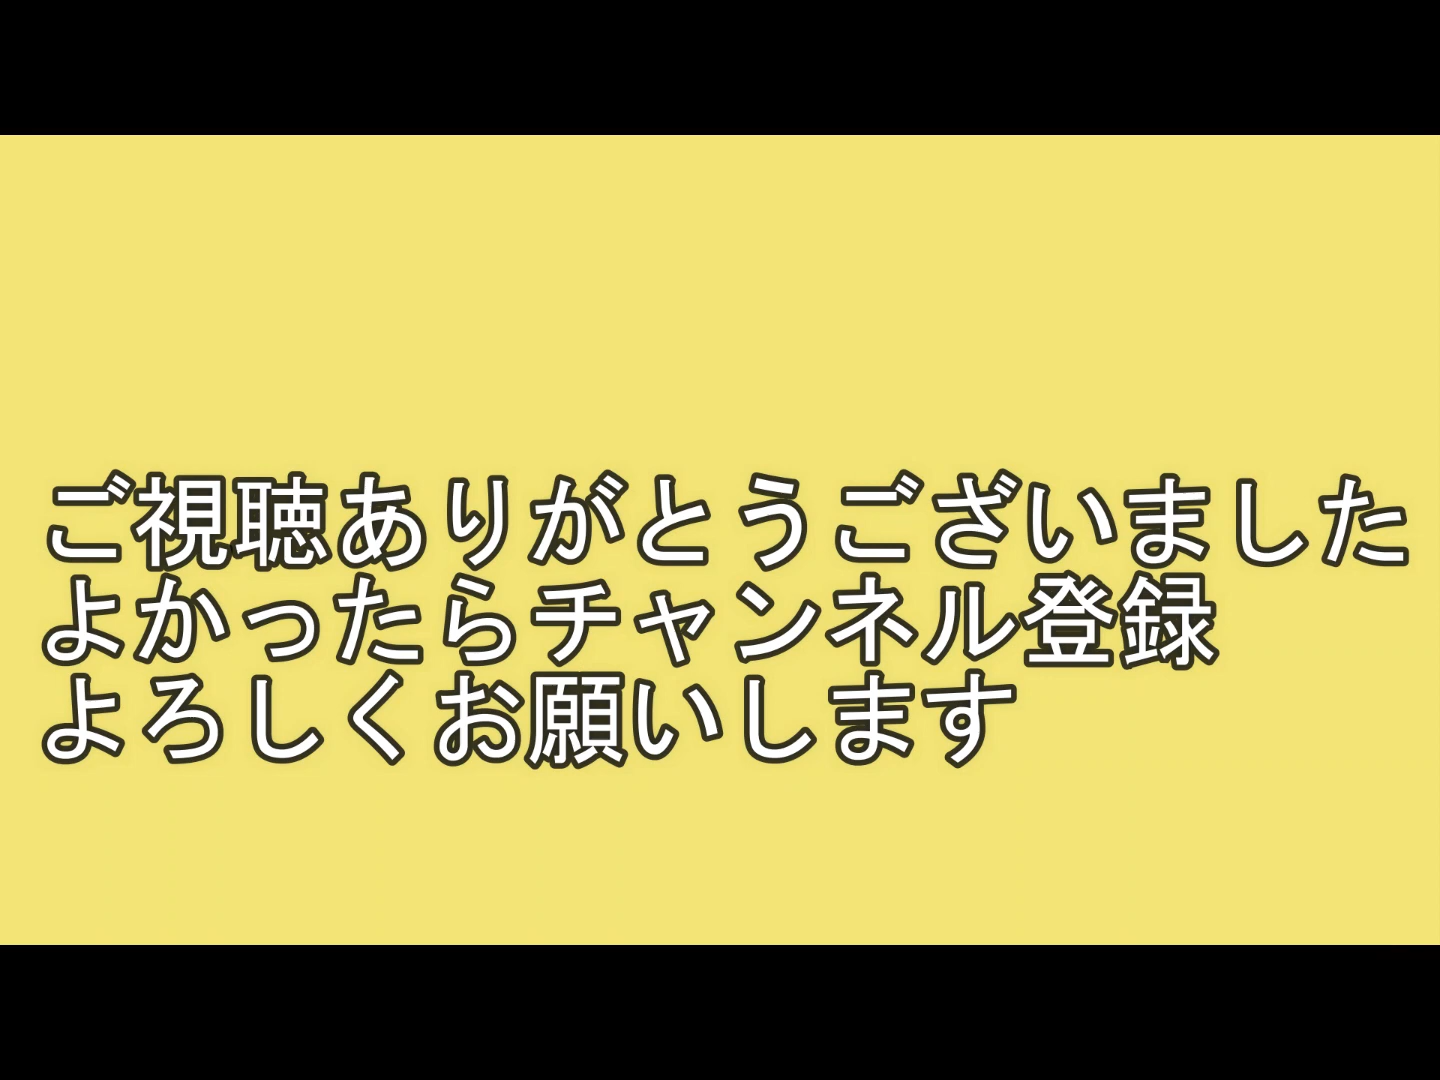 ご視聴ありがとうございました
よかったらチャンネル登録
よろしくお願いします